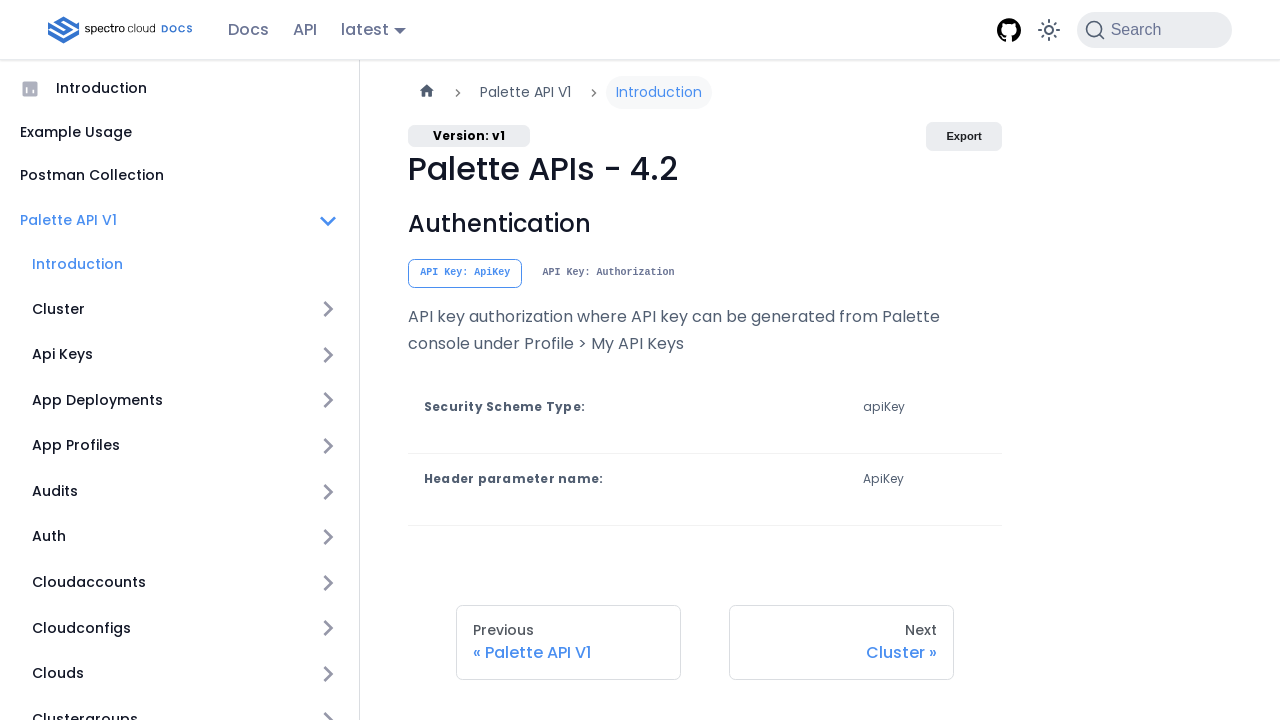 spectro cloud DOCS
Docs
API
latest
Search
Introduction
Example Usage
Postman Collection
Palette API V1
Introduction
Cluster
Api Keys
App Deployments
App Profiles
Audits
Auth
Cloudaccounts
Cloudconfigs
Clouds
Clustergroups
Palette API V1
Introduction
Version: v1
Export
Palette APIs - 4.2
Authentication
API Key: ApiKey
API Key: Authorization
API key authorization where API key can be generated from Palette
console under Profile > My API Keys
Security Scheme Type: apiKey
Header parameter name: ApiKey
Previous
« Palette API V1
Next
Cluster »